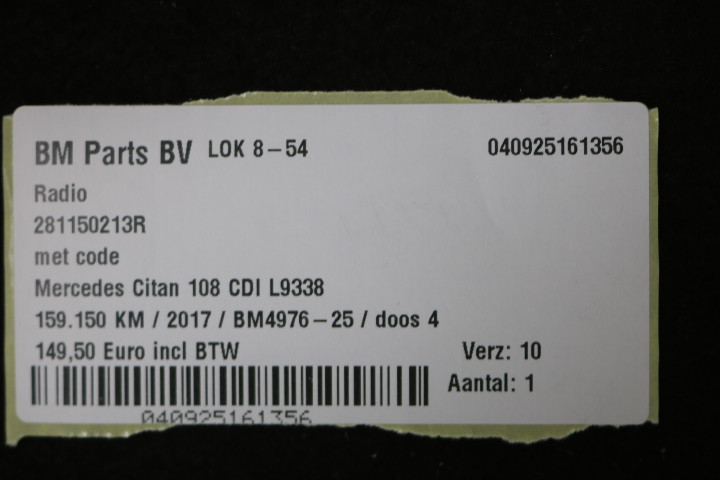 BM Parts BV LOK 8-54 040925161356
Radio
281150213R
met code
Mercedes Citan 108 CDI L9338
159.150 KM / 2017 / BM4976-25 / doos 4
149,50 Euro incl BTW Verz: 10
Aantal: 1
040925161356